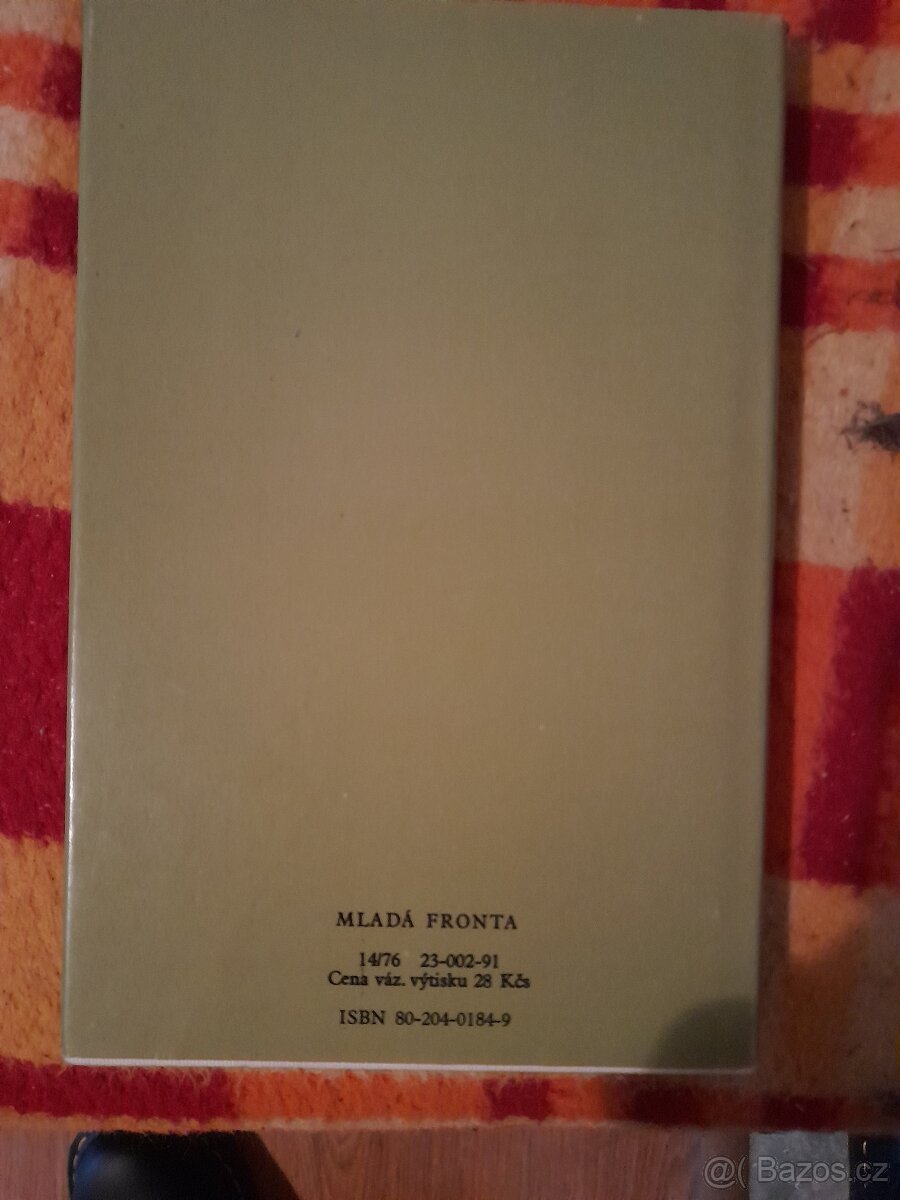 MLADÁ FRONTA
14/76 23-002-91
Cena váz. výtisku 28 Kčs
ISBN 80-204-0184-9
@( Bazos.cz